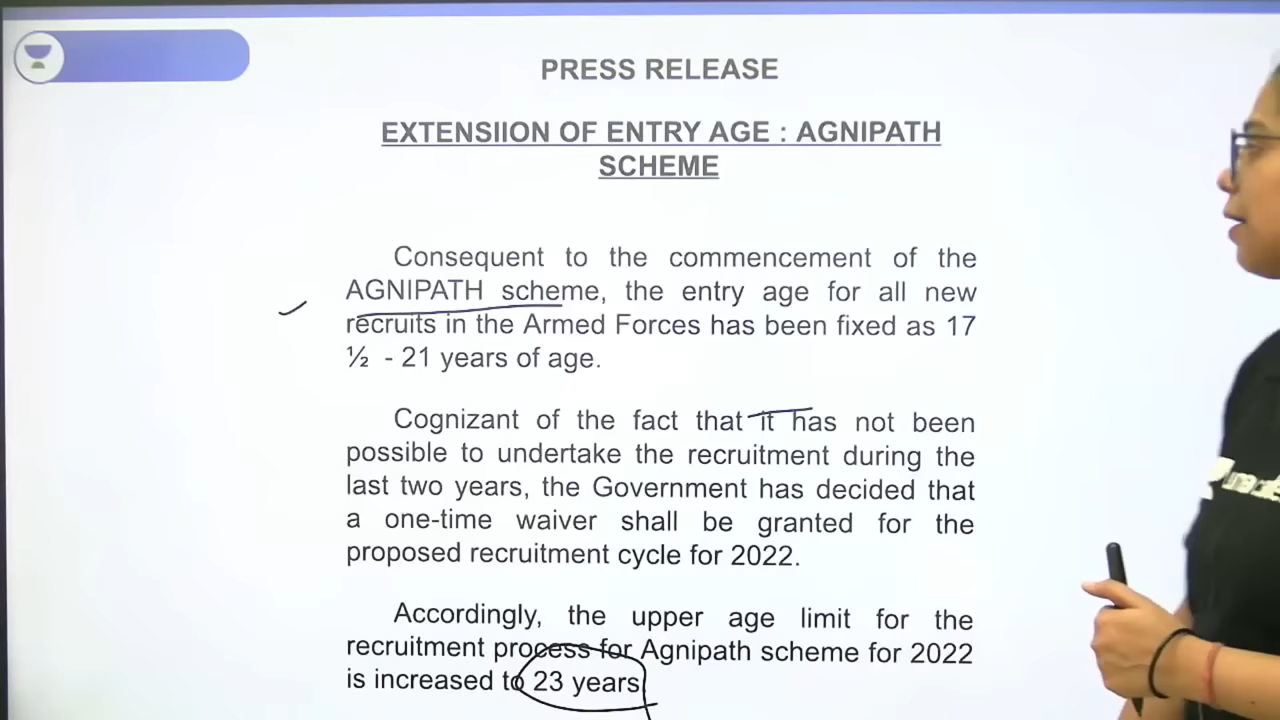 PRESS RELEASE
EXTENSIION OF ENTRY AGE : AGNIPATH
SCHEME
Consequent to the commencement of the
AGNIPATH scheme, the entry age for all new
recruits in the Armed Forces has been fixed as 17
½ - 21 years of age.
Cognizant of the fact that it has not been
possible to undertake the recruitment during the
last two years, the Government has decided that
a one-time waiver shall be granted for the
proposed recruitment cycle for 2022.
Accordingly, the upper age limit for the
recruitment process for Agnipath scheme for 2022
is increased to 23 years